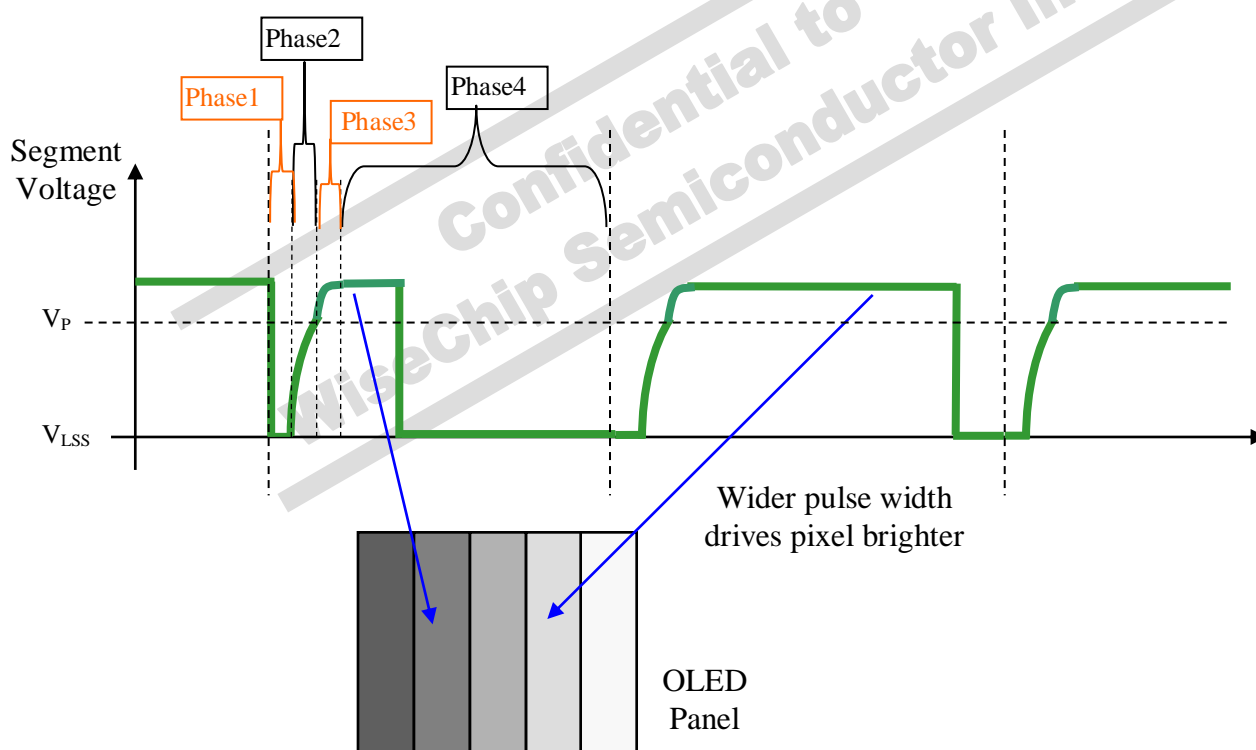 Confidential to
WiseChip Semiconductor In
Phase2
Phase1
Phase4
Phase3
Segment
Voltage
VP
VLSS
Wider pulse width
drives pixel brighter
OLED
Panel